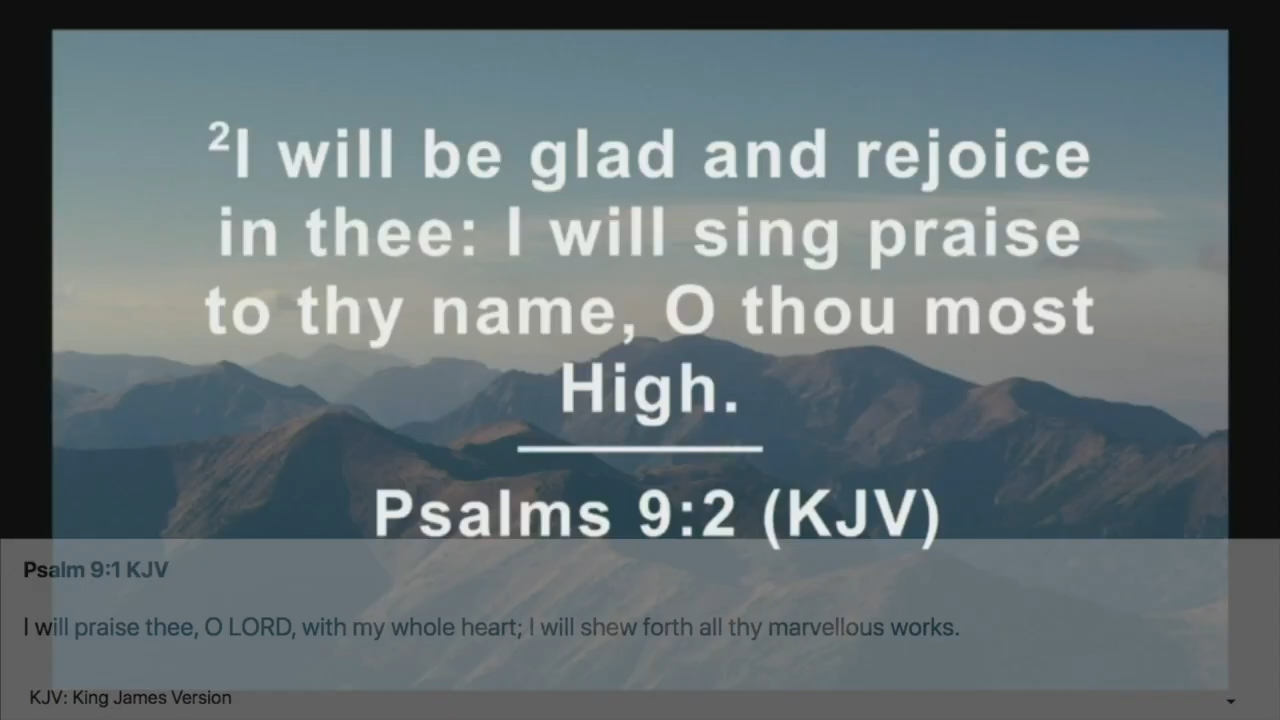 ²I will be glad and rejoice
in thee: I will sing praise
to thy name, O thou most
High.
Psalms 9:2 (KJV)
Psalm 9:1 KJV
I will praise thee, O LORD, with my whole heart; I will shew forth all thy marvellous works.
KJV: King James Version